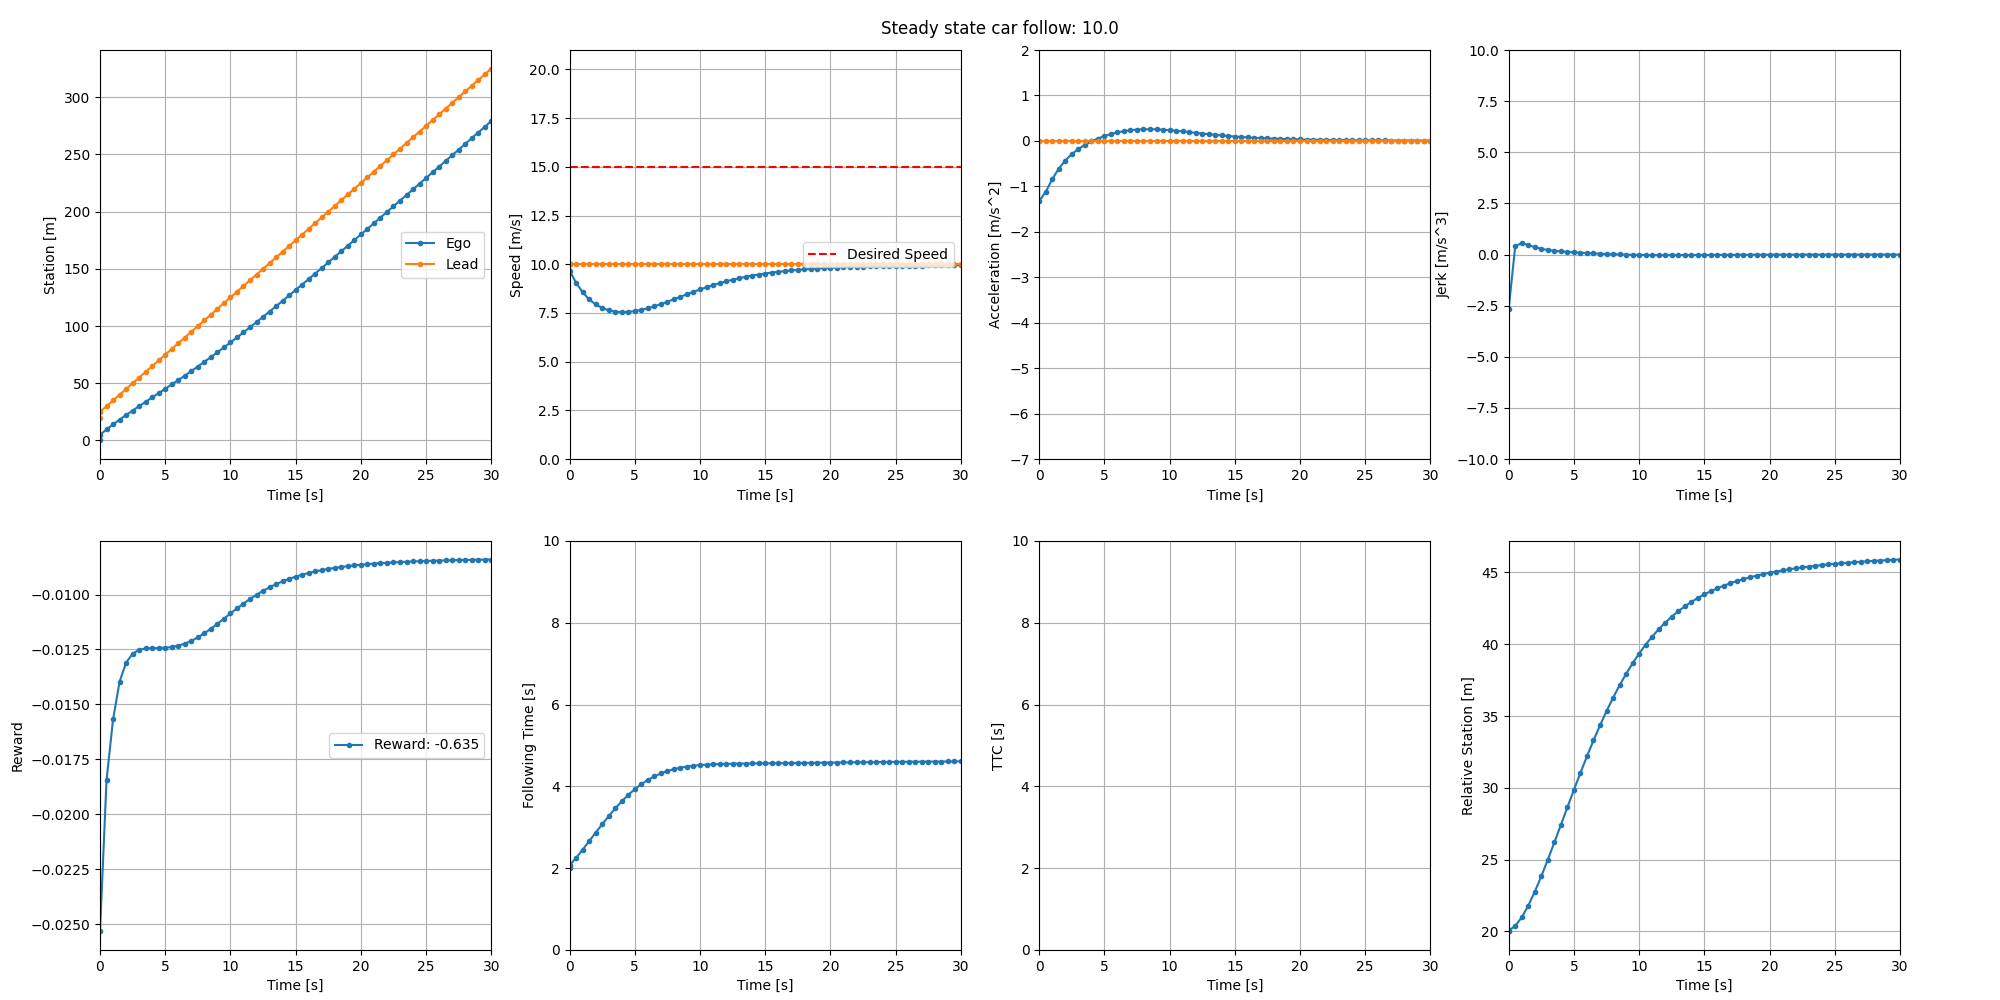 Steady state car follow: 10.0
Station [m]
300
250
200
150
100
50
0
Ego
Lead
0 5 10 15 20 25 30
Time [s]
Speed [m/s]
20.0
17.5
15.0
12.5
10.0
7.5
5.0
2.5
0.0
Desired Speed
0 5 10 15 20 25 30
Time [s]
Acceleration [m/s^2]
2
1
0
−1
−2
−3
−4
−5
−6
−7
0 5 10 15 20 25 30
Time [s]
Jerk [m/s^3]
10.0
7.5
5.0
2.5
0.0
−2.5
−5.0
−7.5
−10.0
0 5 10 15 20 25 30
Time [s]
Reward
−0.0100
−0.0125
−0.0150
−0.0175
−0.0200
−0.0225
−0.0250
Reward: -0.635
0 5 10 15 20 25 30
Time [s]
Following Time [s]
10
8
6
4
2
0
0 5 10 15 20 25 30
Time [s]
TTC [s]
10
8
6
4
2
0
0 5 10 15 20 25 30
Time [s]
Relative Station [m]
45
40
35
30
25
20
0 5 10 15 20 25 30
Time [s]